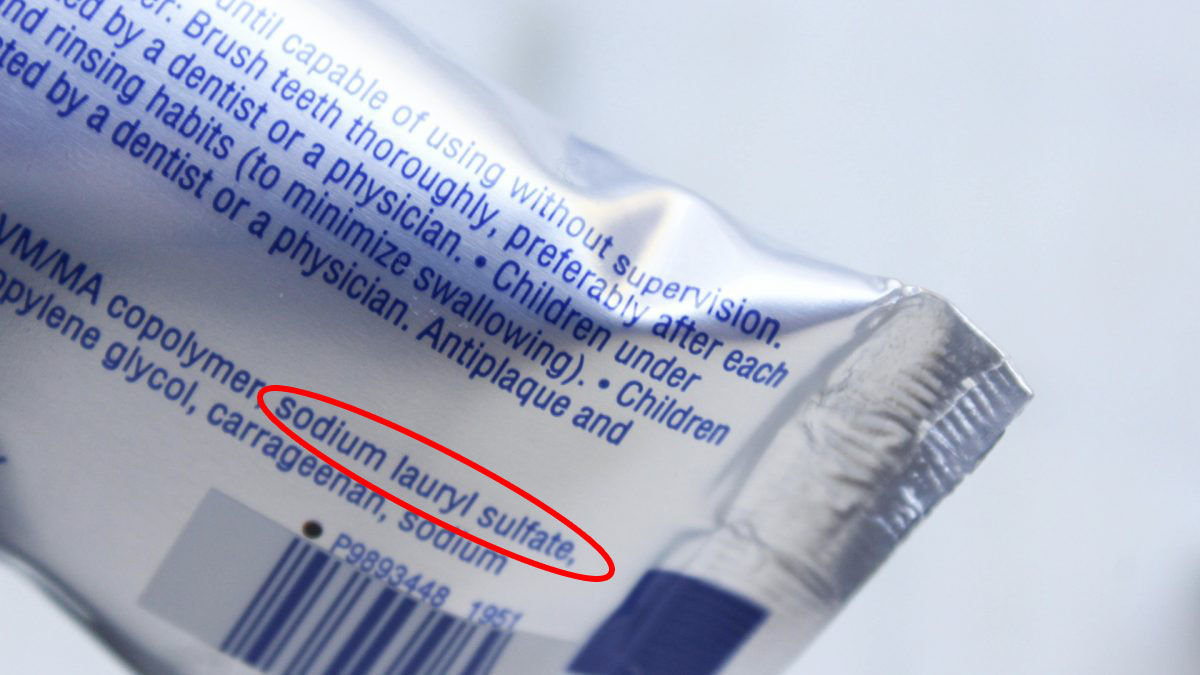 until capable of using without supervision.
er: Brush teeth thoroughly, preferably after each
ed by a dentist or a physician. • Children under
nd rinsing habits (to minimize swallowing). • Children
ted by a dentist or a physician. Antiplaque and
VM/MA copolymer, sodium lauryl sulfate,
opylene glycol, carrageenan, sodium
P9893448 1951